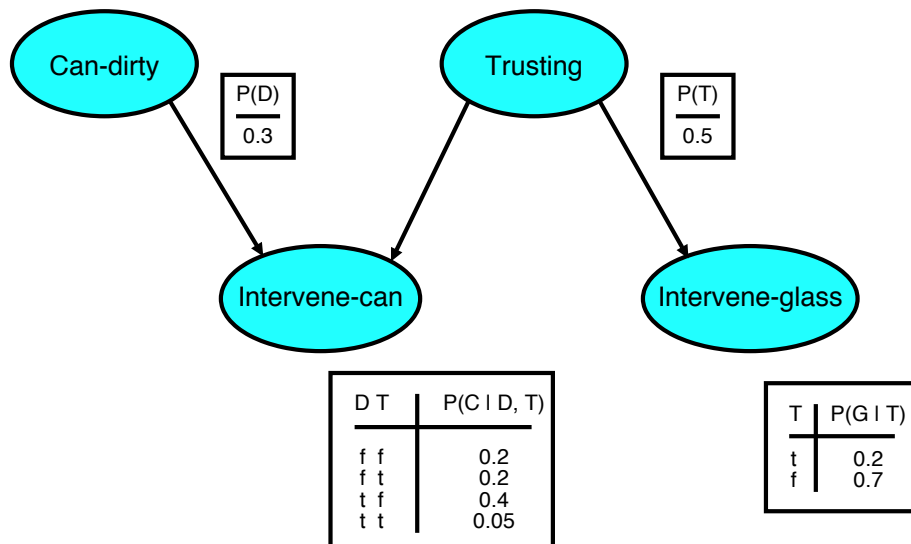 Can-dirty
Trusting
P(D)
0.3
P(T)
0.5
Intervene-can
Intervene-glass
D T P(C | D, T)
f f 0.2
f t 0.2
t f 0.4
t t 0.05
T P(G | T)
t 0.2
f 0.7